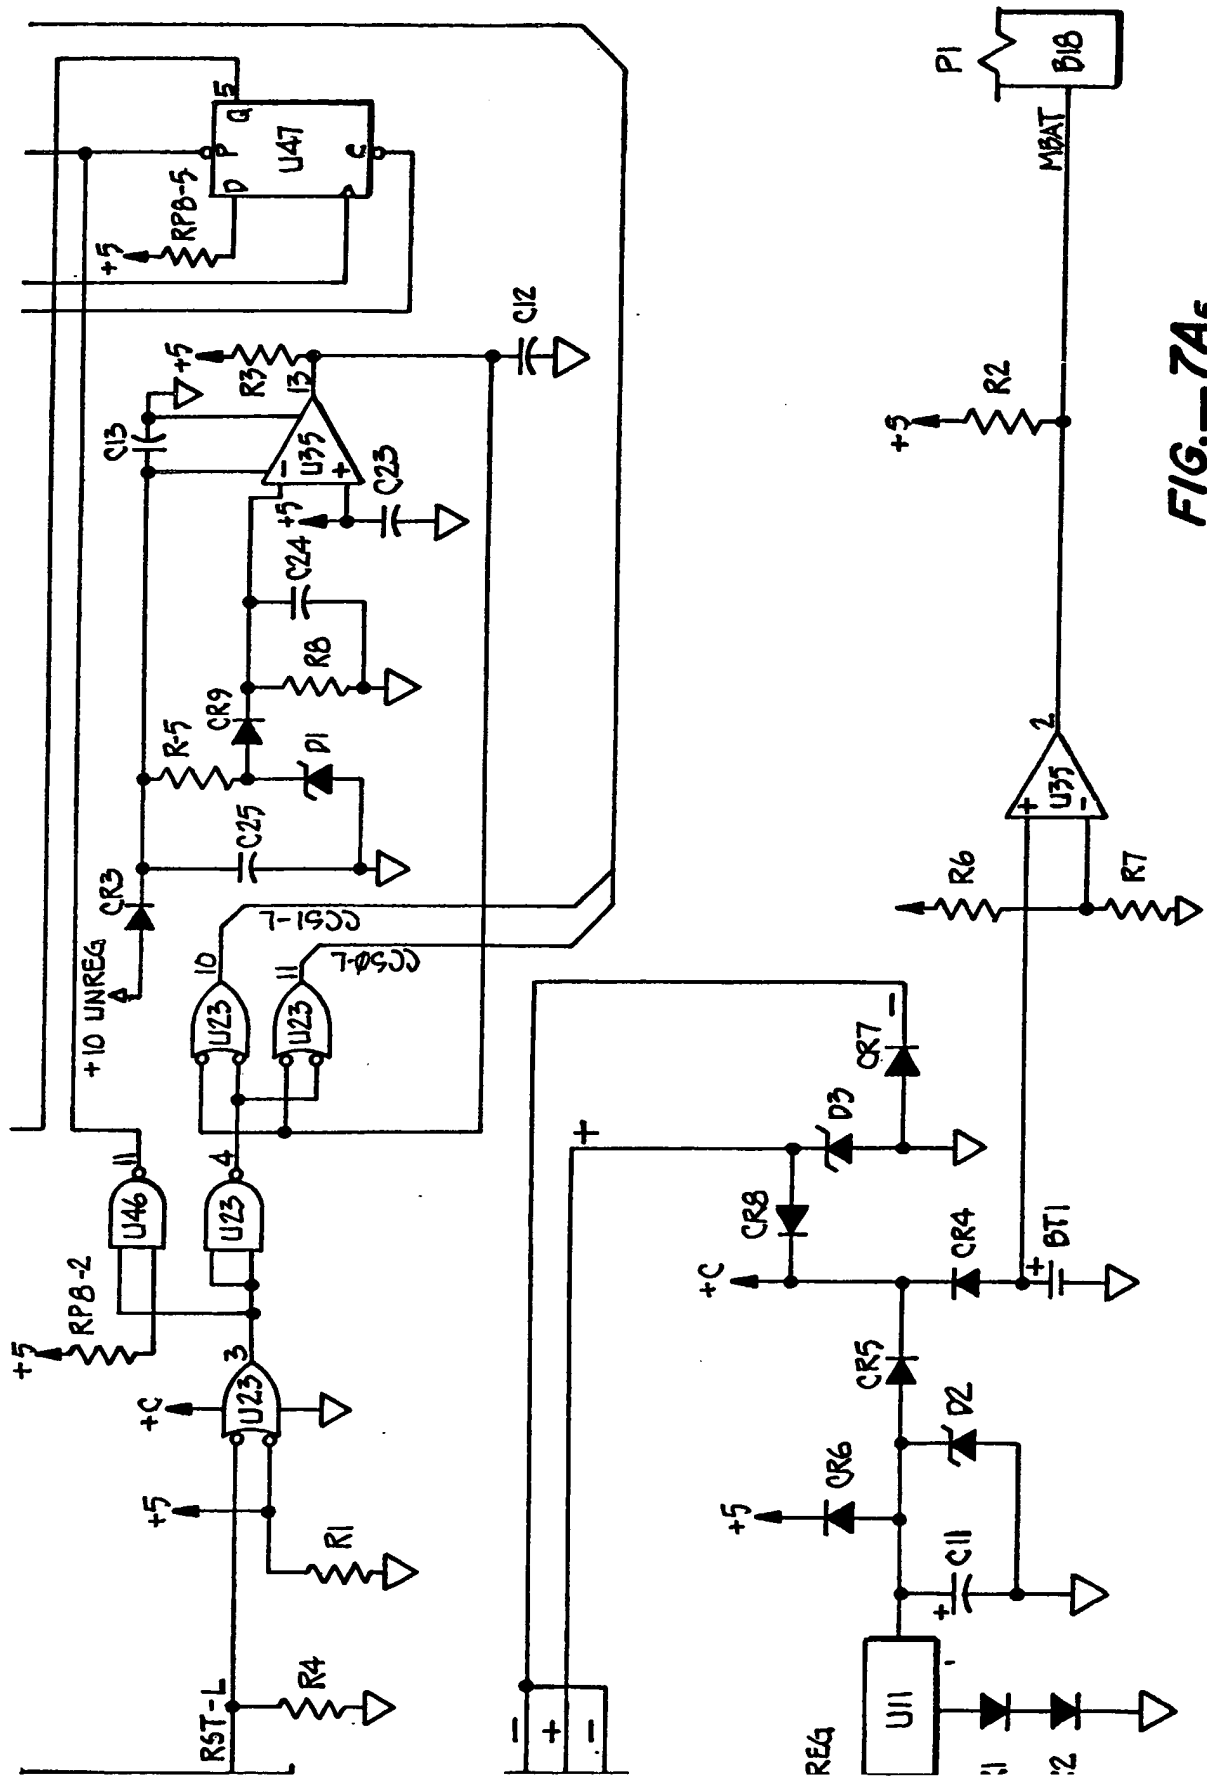 +5
RP8-2
+10 UNREG
CR3
C13
+5
RP8-5
U46
11
R-5
+5
5
Q
P
D
U47
C
RST-L
+5
+C
U23
3
U23
4
U23
10
C25
CR9
R3
13
R4
R1
U23
11
CCS1-L
CCSØ-L
D1
R8
C24
+5
-
+
U35
C23
C12
-
+
-
+
+5
CR6
+C
CR8
D3
CR7
-
+5
R2
P1
B18
MBAT
REG
U11
+
C11
D2
CR5
CR4
+
BT1
R6
R7
+
-
U35
2
FIG.—7A5